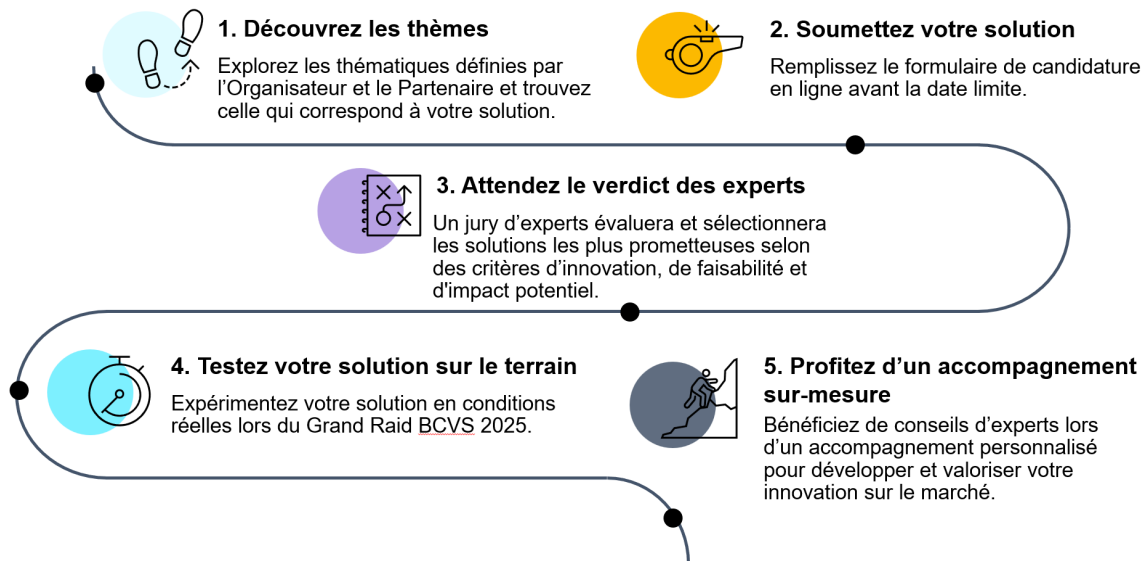 1. Découvrez les thèmes
Explorez les thématiques définies par
l’Organisateur et le Partenaire et trouvez
celle qui correspond à votre solution.
2. Soumettez votre solution
Remplissez le formulaire de candidature
en ligne avant la date limite.
3. Attendez le verdict des experts
Un jury d’experts évaluera et sélectionnera
les solutions les plus prometteuses selon
des critères d’innovation, de faisabilité et
d'impact potentiel.
4. Testez votre solution sur le terrain
Expérimentez votre solution en conditions
réelles lors du Grand Raid BCVS 2025.
5. Profitez d’un accompagnement
sur-mesure
Bénéficiez de conseils d’experts lors
d’un accompagnement personnalisé
pour développer et valoriser votre
innovation sur le marché.